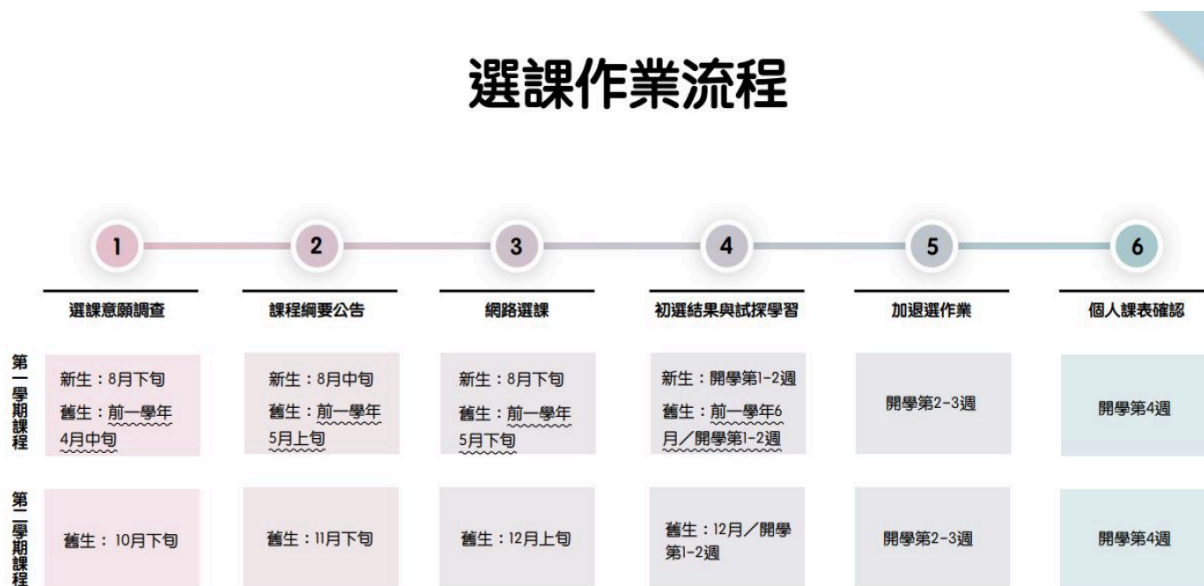 選課作業流程
1
2
3
4
5
6
選課意願調查
課程綱要公告
網路選課
初選結果與試探學習
加退選作業
個人課表確認
第一學期課程
新生：8月下旬
舊生：前一學年
4月中旬
新生：8月中旬
舊生：前一學年
5月上旬
新生：8月下旬
舊生：前一學年
5月下旬
新生：開學第1-2週
舊生：前一學年6
月／開學第1-2週
開學第2-3週
開學第4週
第二學期課程
舊生：10月下旬
舊生：11月下旬
舊生：12月上旬
舊生：12月／開學
第1-2週
開學第2-3週
開學第4週